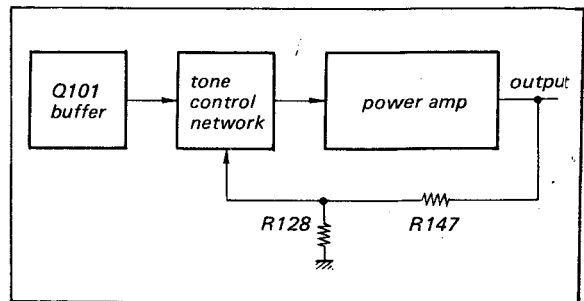 Q101
buffer
tone
control
network
power amp
output
R128
R147